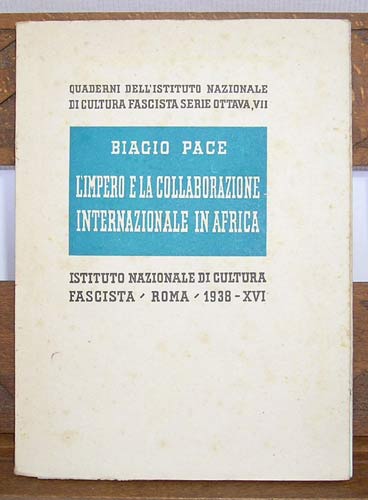 QUADERNI DELL'ISTITUTO NAZIONALE
DI CULTURA FASCISTA SERIE OTTAVA, VII
BIAGIO PACE
L'IMPERO E LA COLLABORAZIONE
INTERNAZIONALE IN AFRICA
ISTITUTO NAZIONALE DI CULTURA
FASCISTA - ROMA - 1938 - XVI